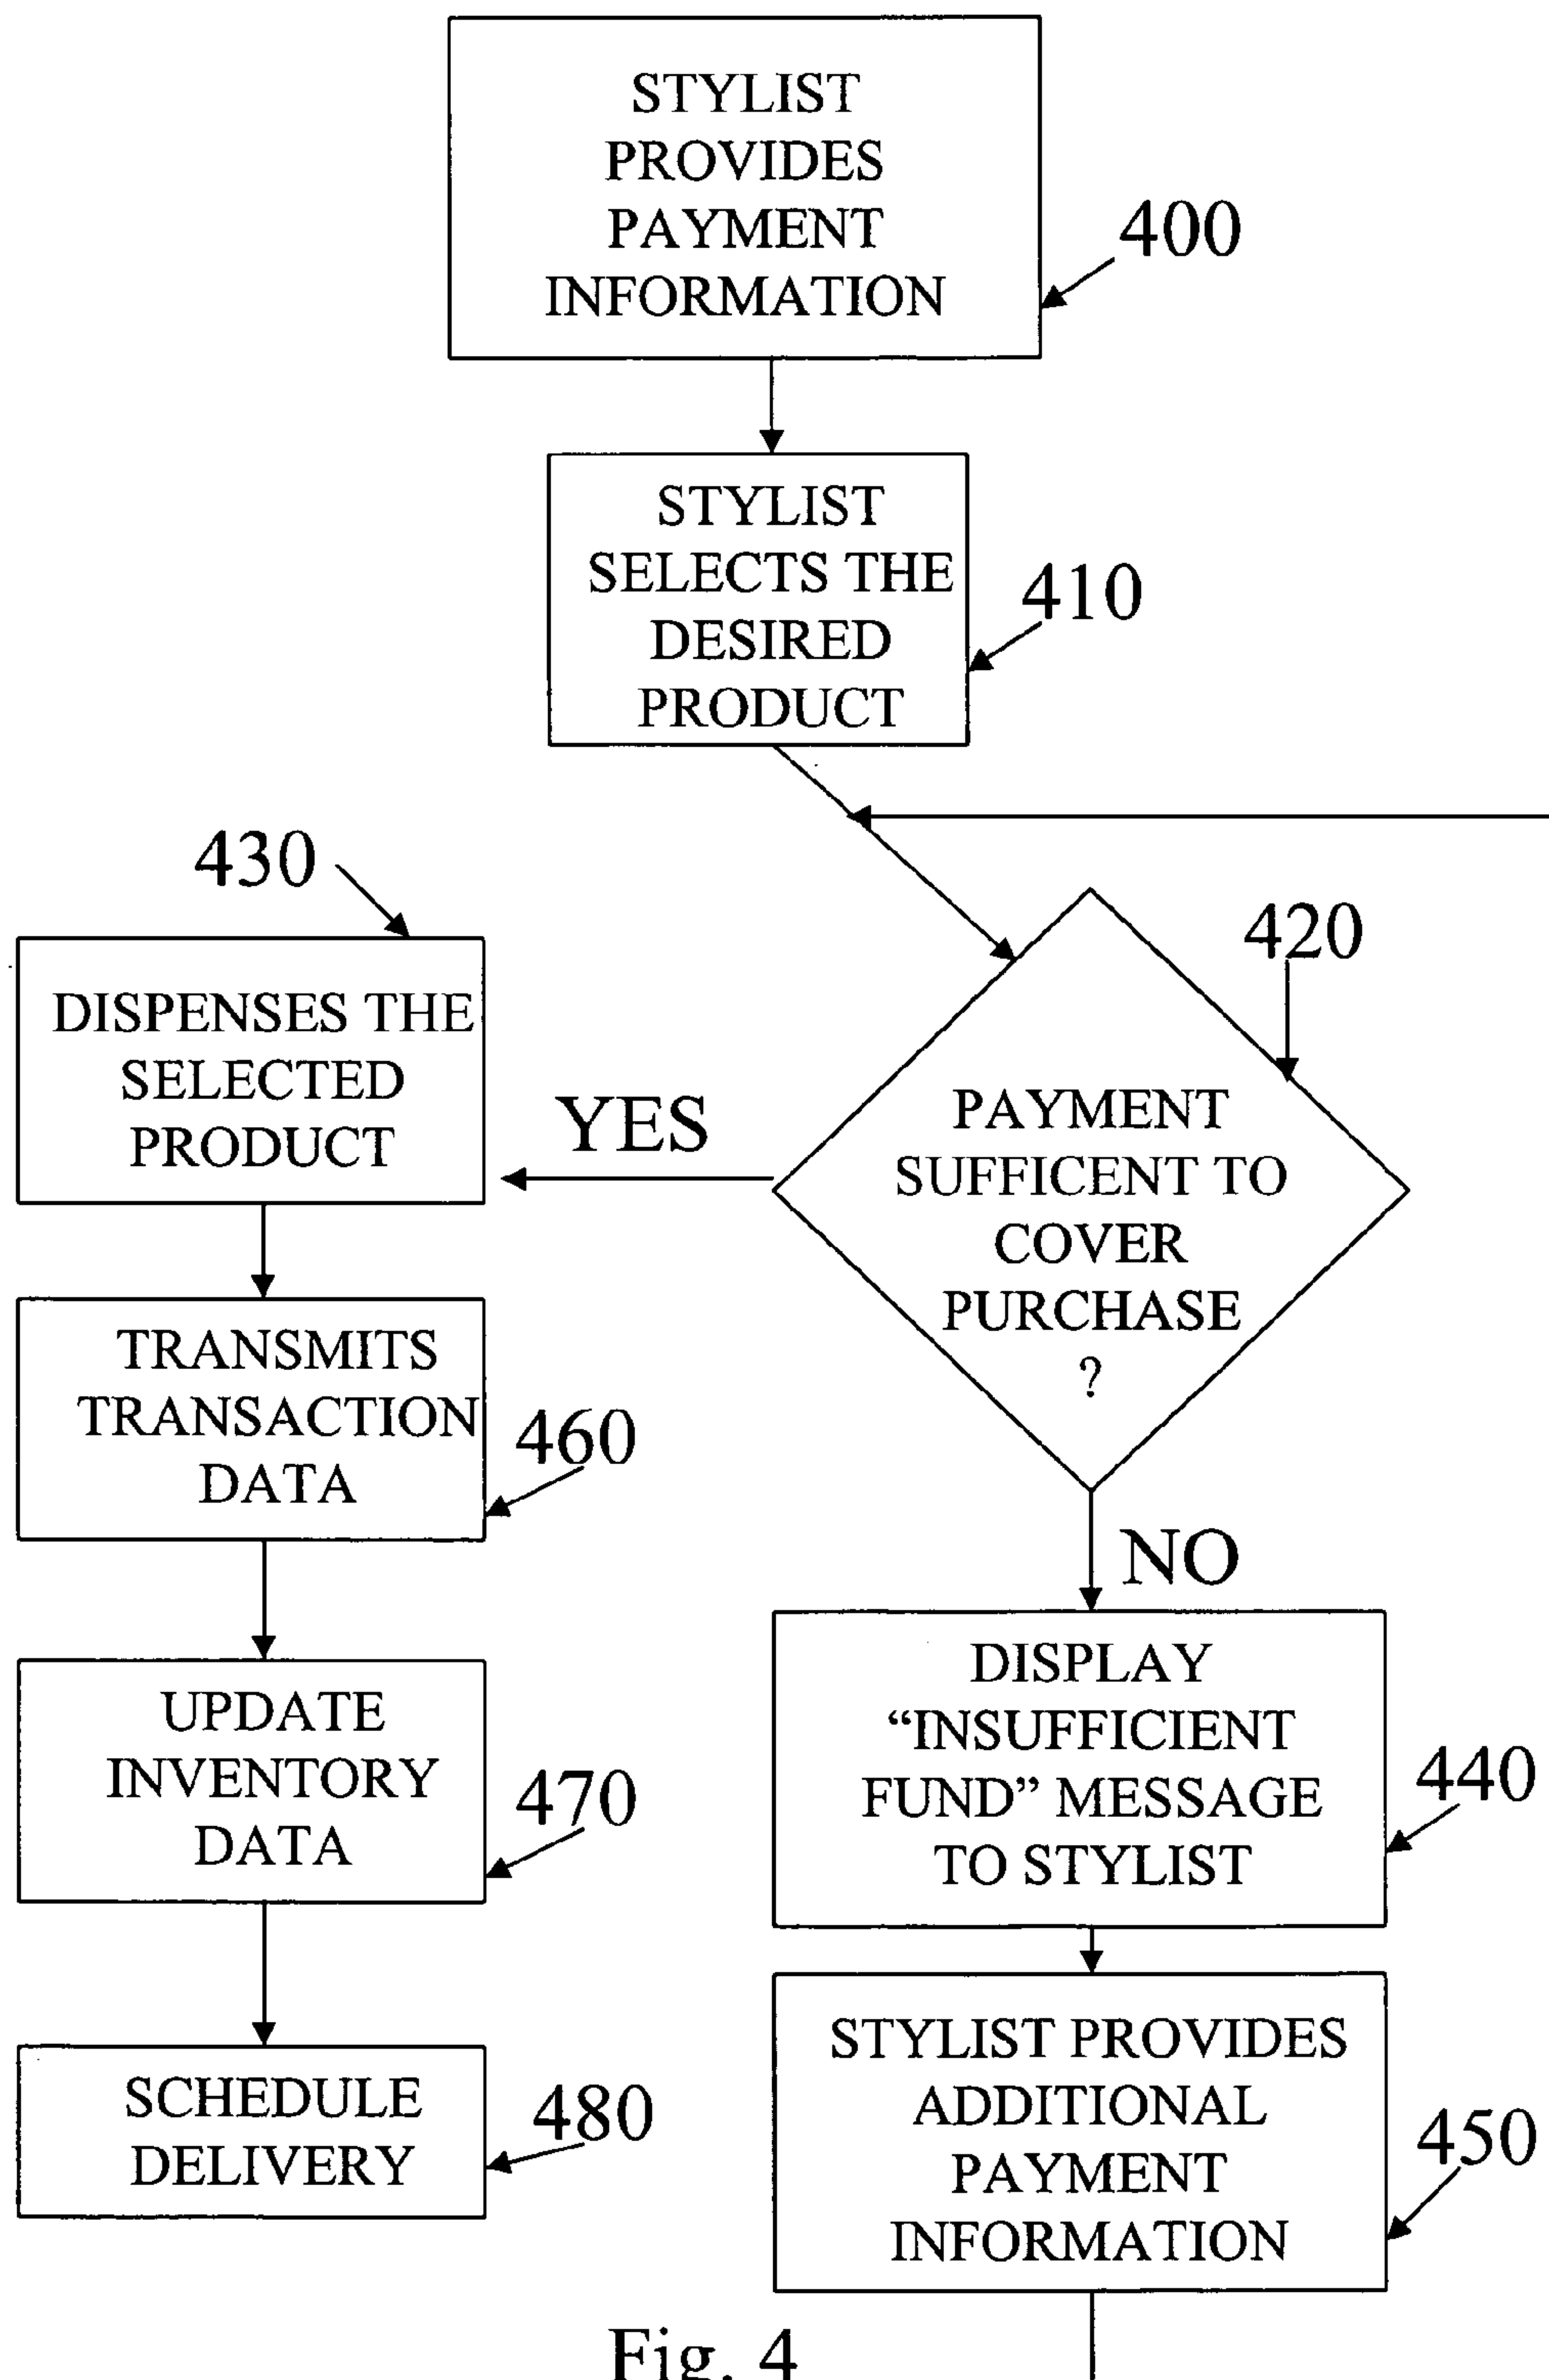 STYLIST
PROVIDES
PAYMENT
INFORMATION
400
STYLIST
SELECTS THE
DESIRED
PRODUCT
410
430
DISPENSES THE
SELECTED
PRODUCT
YES
420
PAYMENT
SUFFICENT TO
COVER
PURCHASE
?
TRANSMITS
TRANSACTION
DATA
460
NO
UPDATE
INVENTORY
DATA
470
DISPLAY
“INSUFFICIENT
FUND” MESSAGE
TO STYLIST
440
SCHEDULE
DELIVERY
480
STYLIST PROVIDES
ADDITIONAL
PAYMENT
INFORMATION
450
Fig. 4